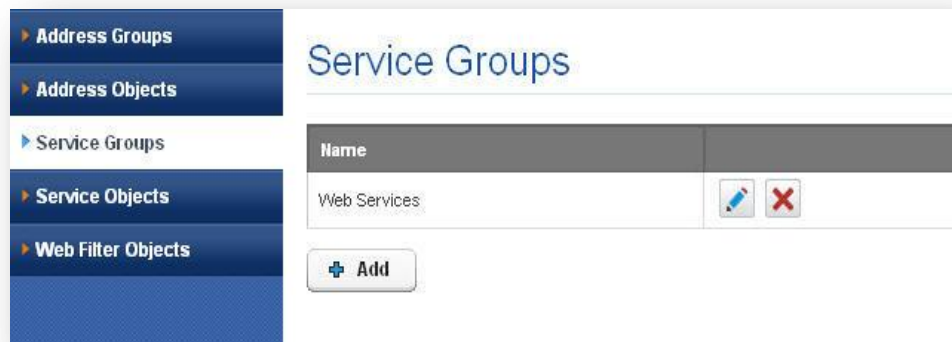 Address Groups
Address Objects
Service Groups
Service Objects
Web Filter Objects
Service Groups
Name
Web Services
Add